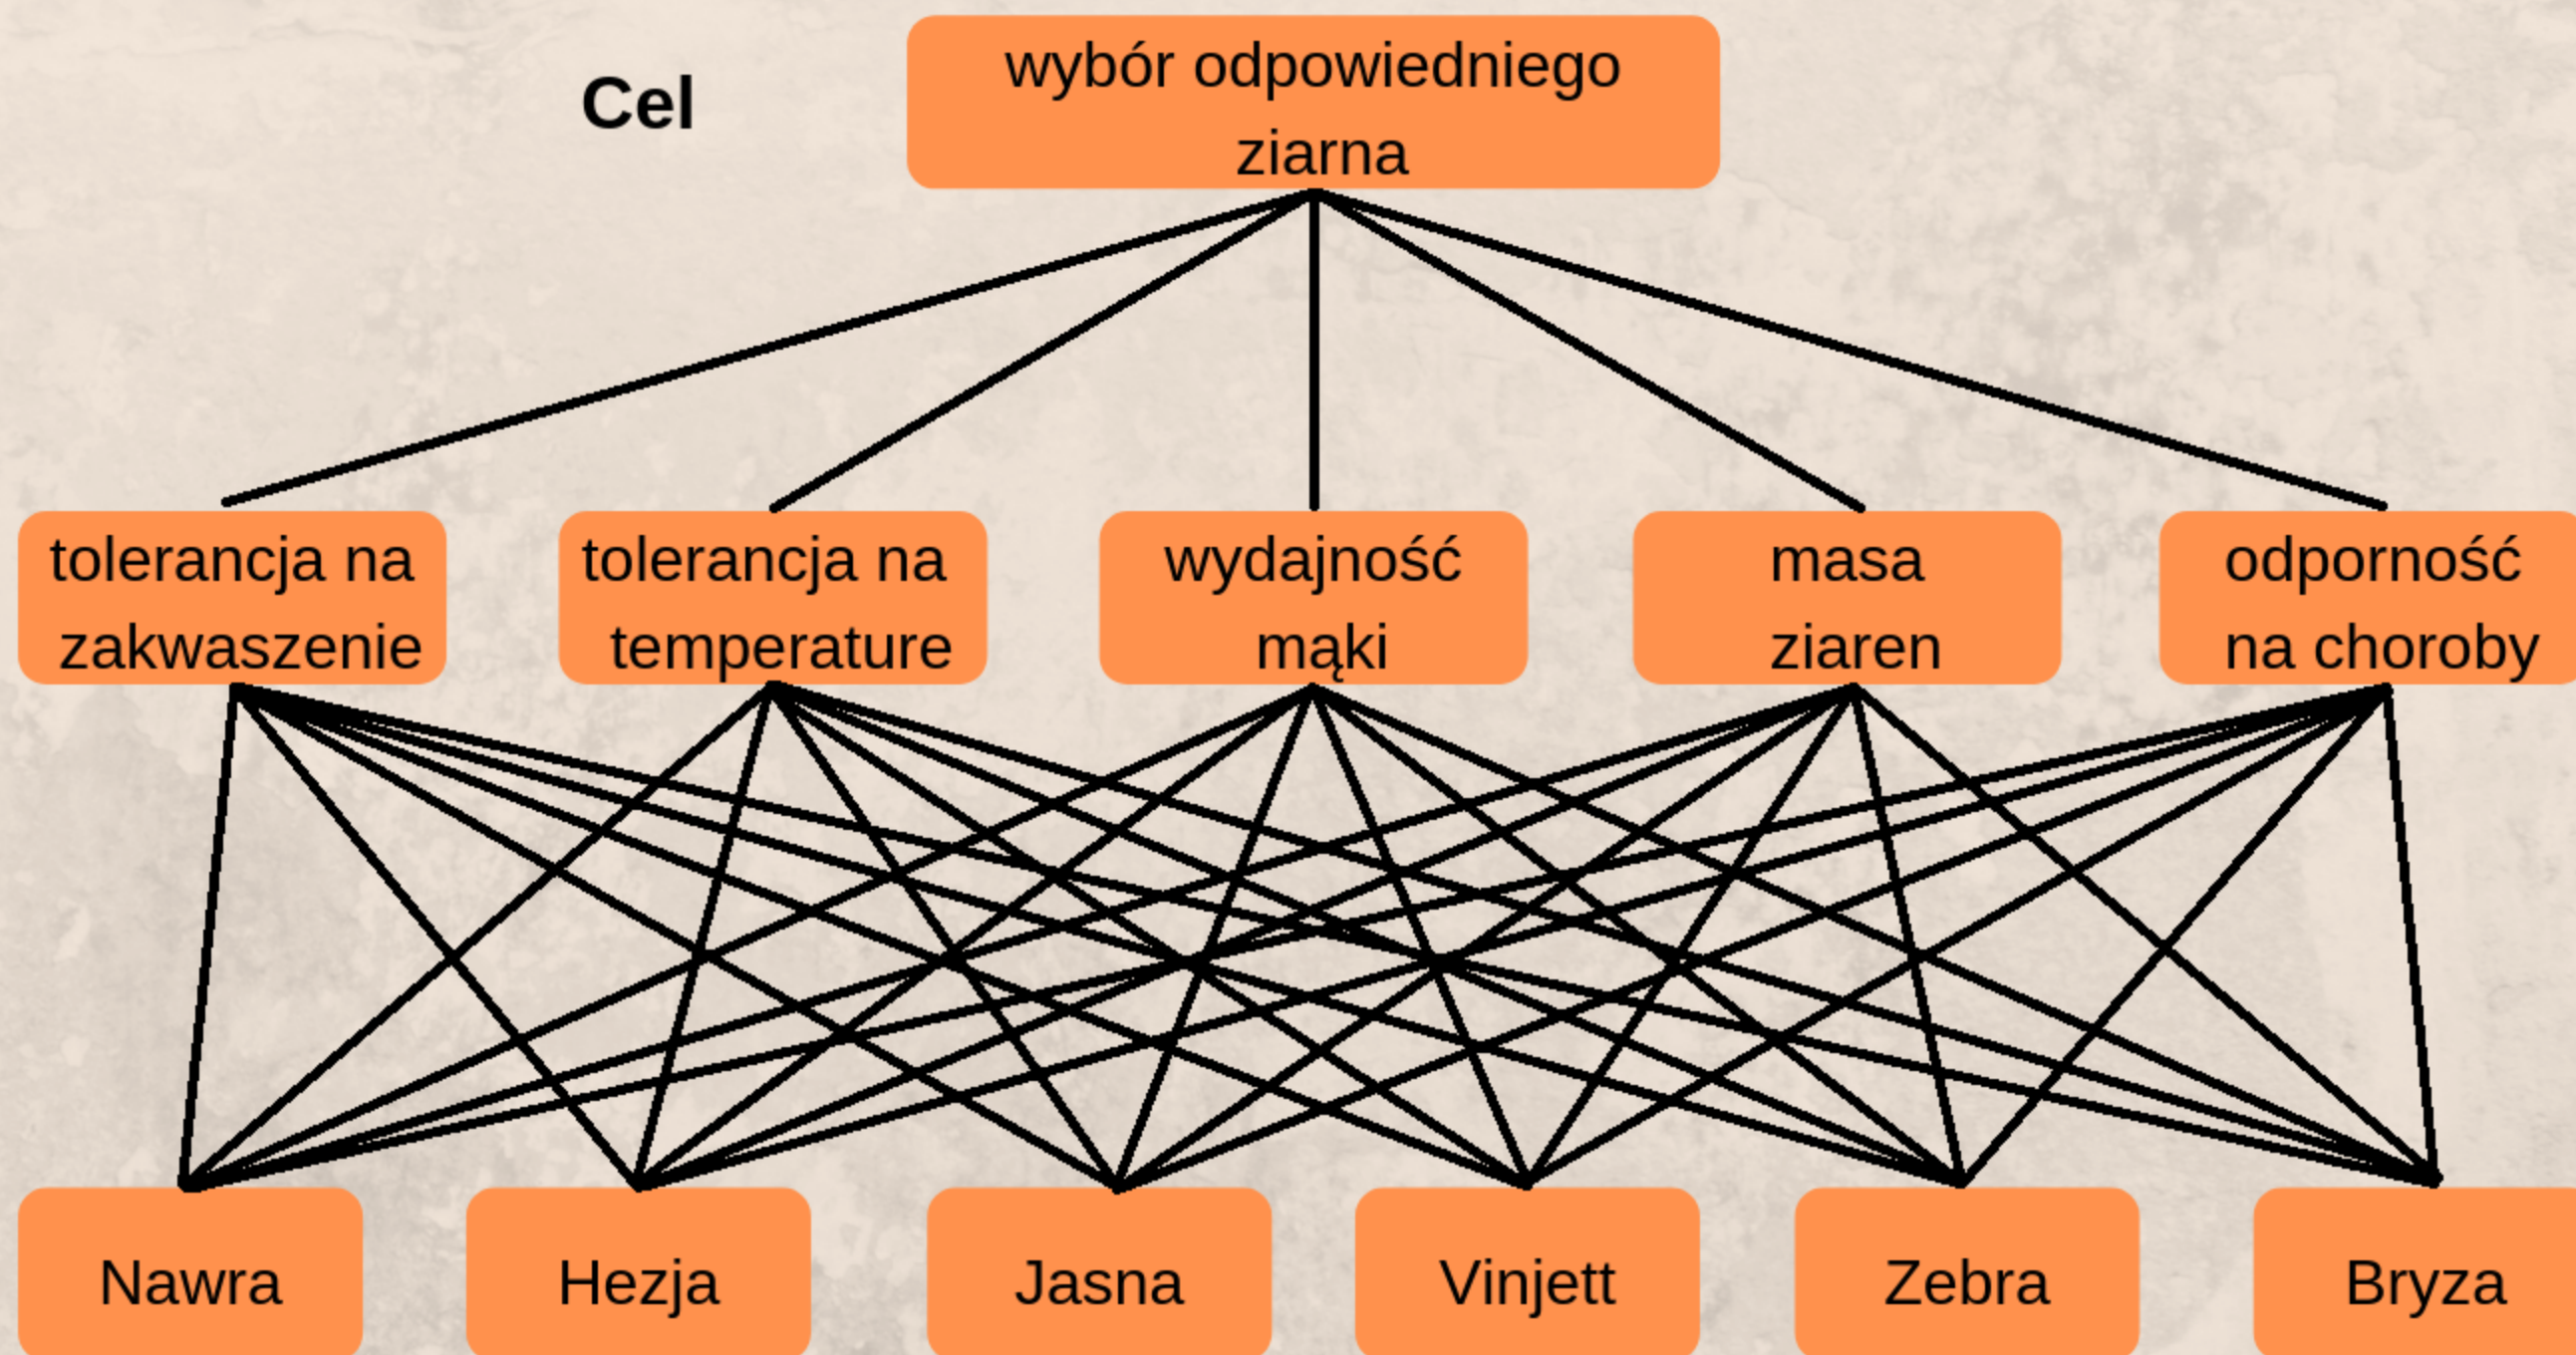 Cel
wybór odpowiedniego
ziarna
tolerancja na
zakwaszenie
tolerancja na
temperature
wydajność
mąki
masa
ziaren
odporność
na choroby
Nawra
Hezja
Jasna
Vinjett
Zebra
Bryza